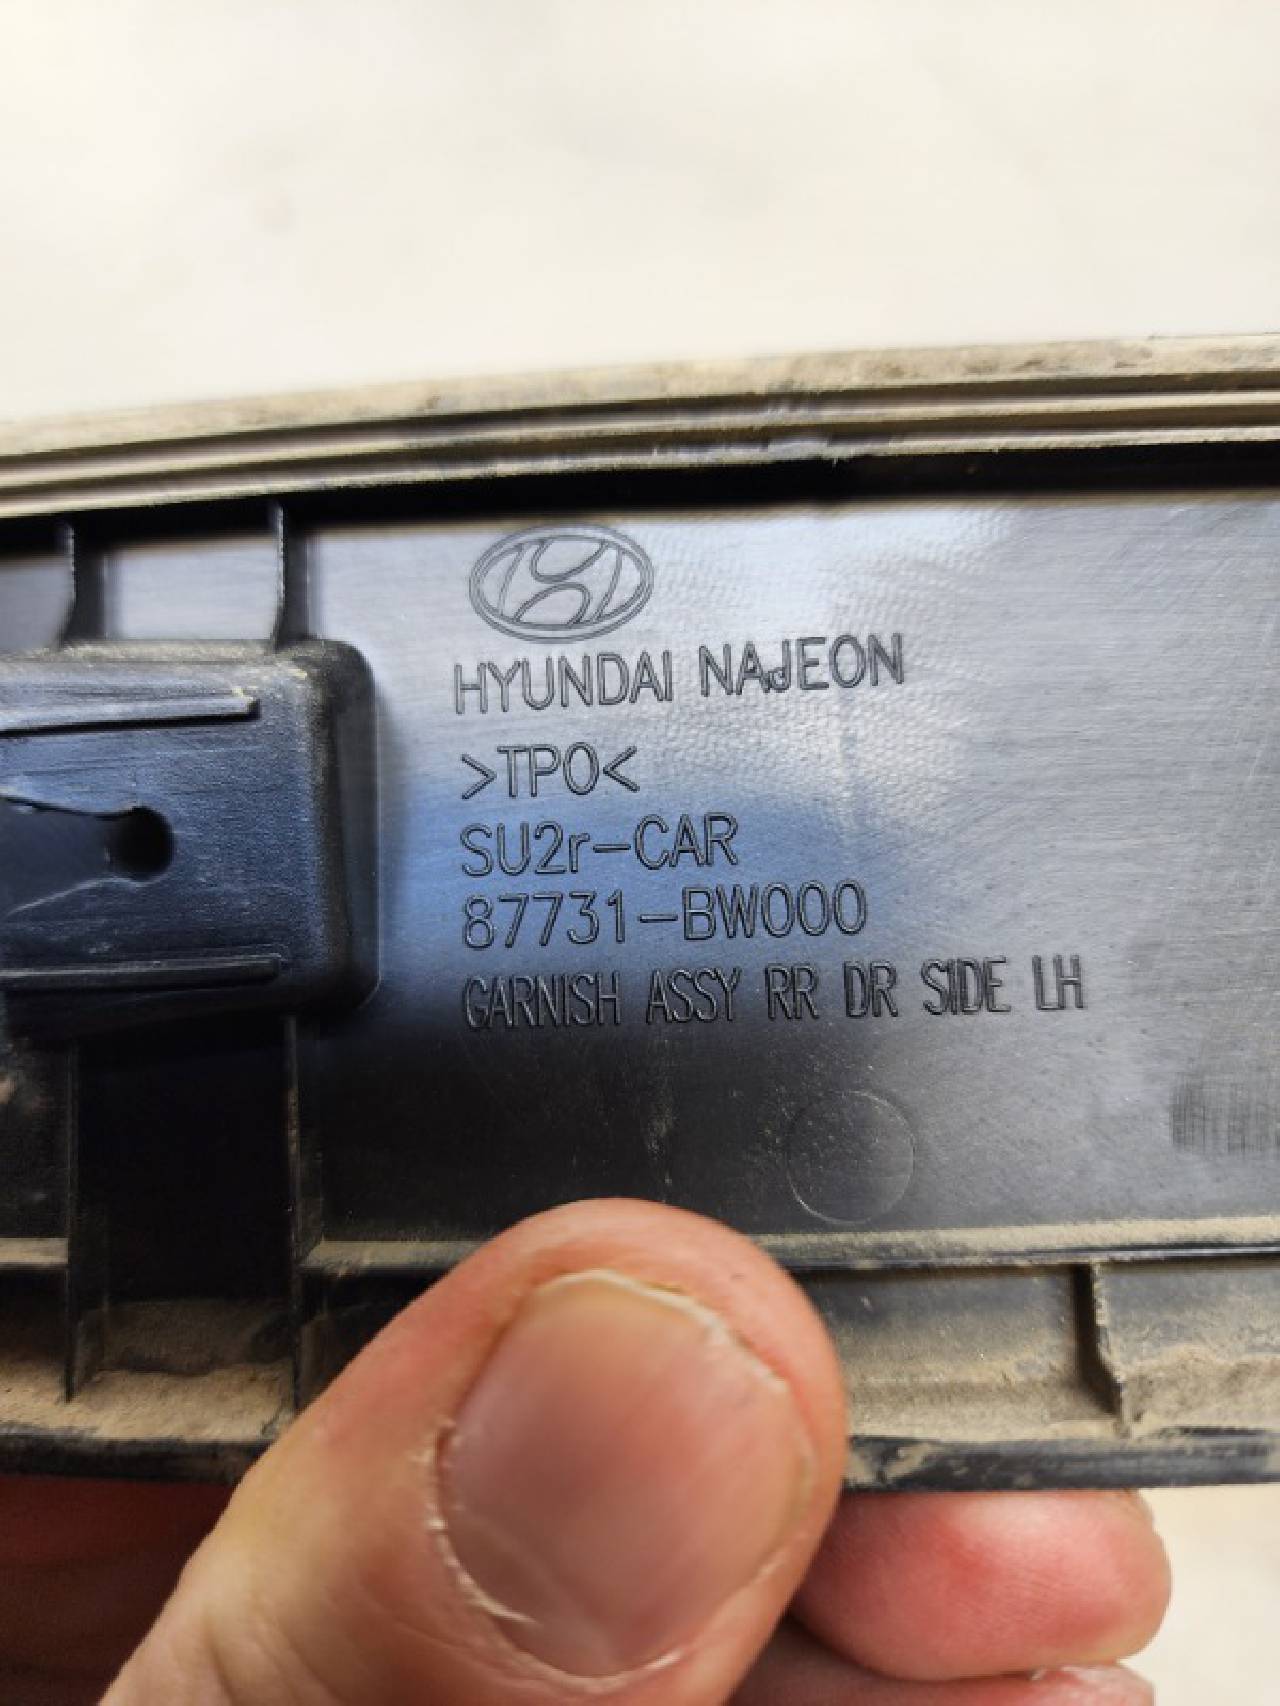 HYUNDAI NAJEON
>TPO<
SU2r-CAR
87731-BW000
GARNISH ASSY RR DR SIDE LH